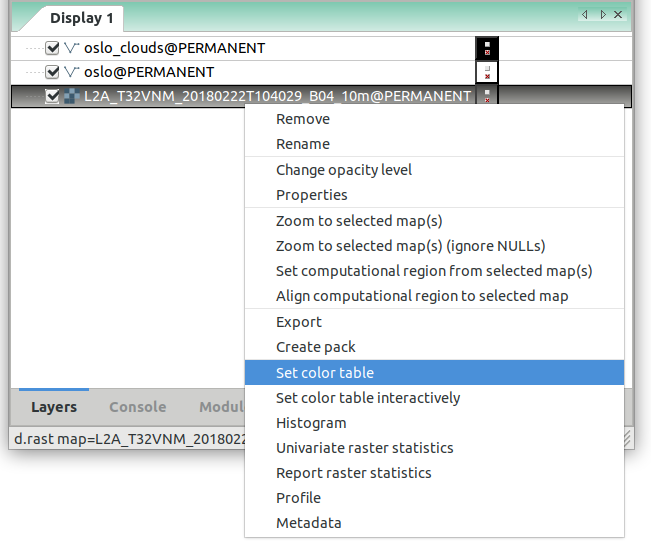 Display 1
oslo_clouds@PERMANENT
oslo@PERMANENT
L2A_T32VNM_20180222T104029_B04_10m@PERMANENT
Remove
Rename
Change opacity level
Properties
Zoom to selected map(s)
Zoom to selected map(s) (ignore NULLs)
Set computational region from selected map(s)
Align computational region to selected map
Export
Create pack
Set color table
Set color table interactively
Histogram
Univariate raster statistics
Report raster statistics
Profile
Metadata
Layers Console Modul
d.rast map=L2A_T32VNM_2018022